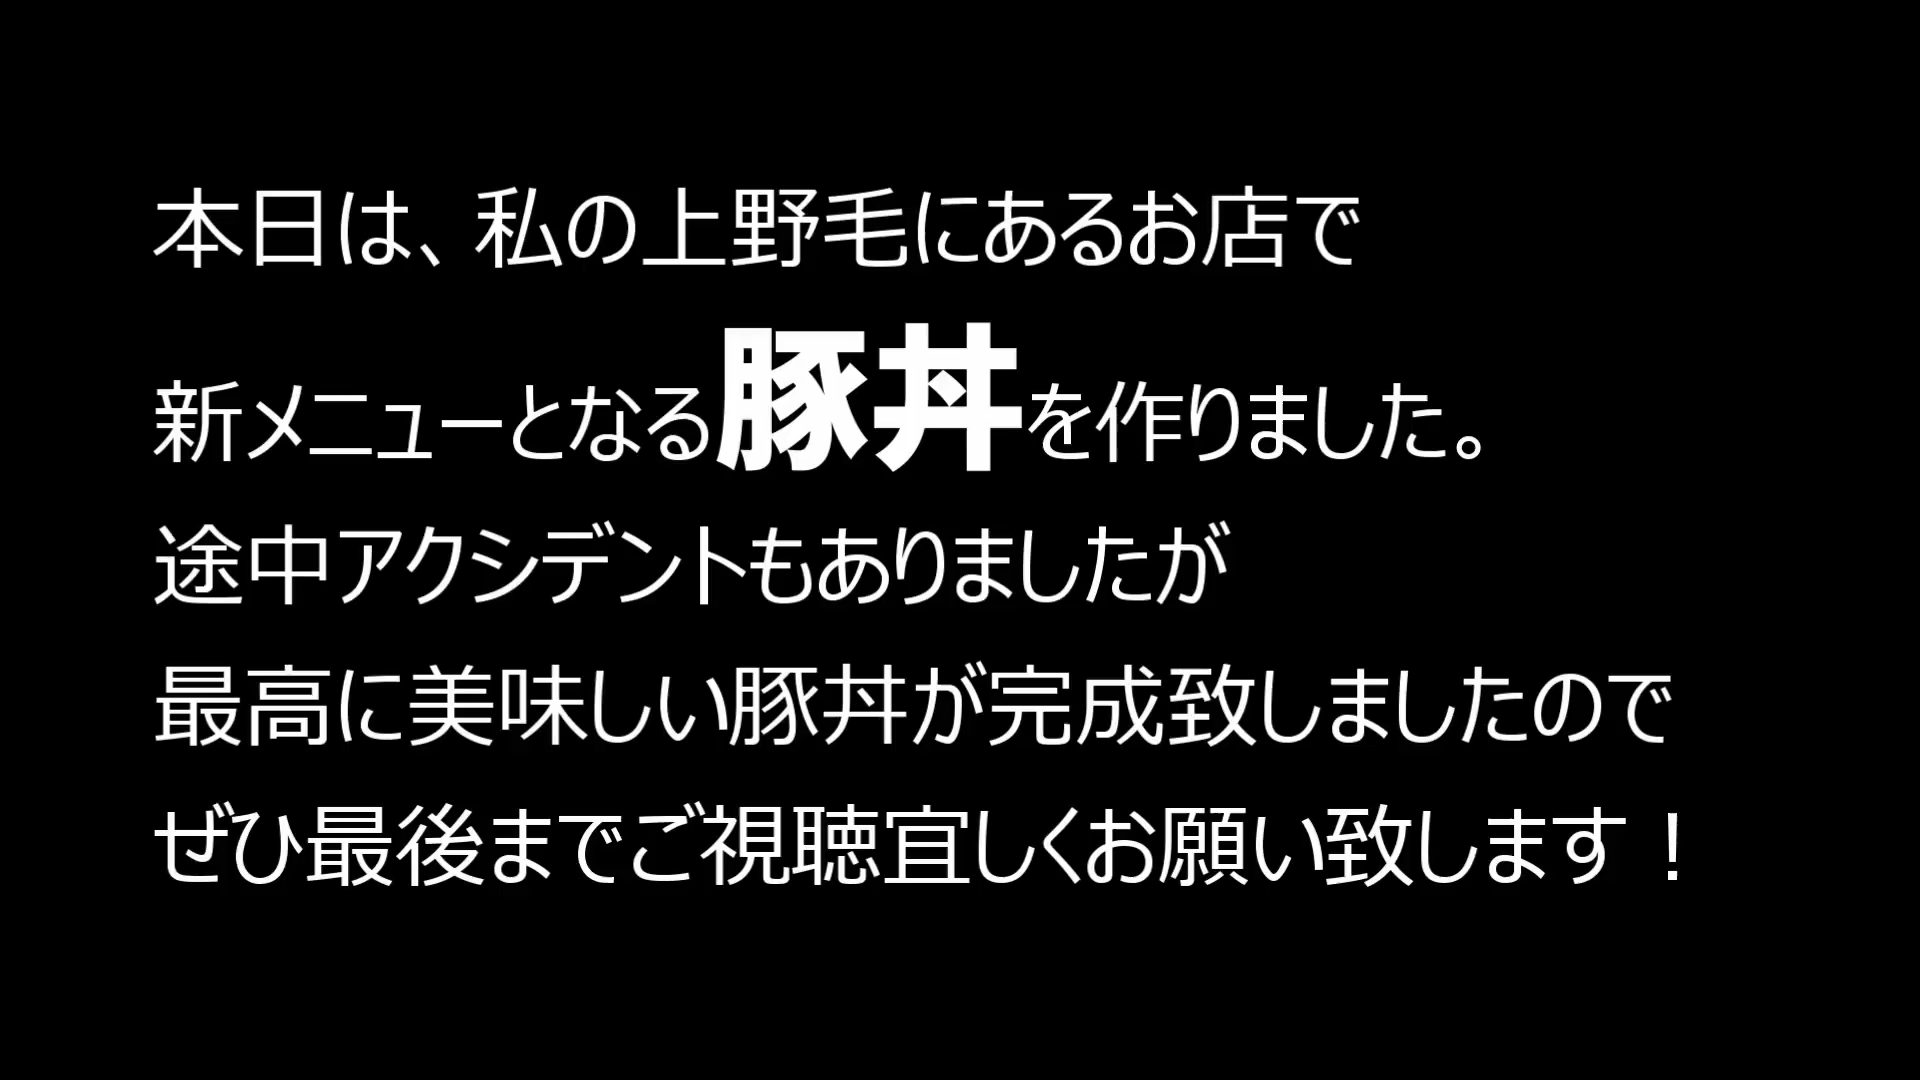 本日は、私の上野毛にあるお店で
新メニューとなる豚丼を作りました。
途中アクシデントもありましたが
最高に美味しい豚丼が完成致しましたので
ぜひ最後までご視聴宜しくお願い致します！